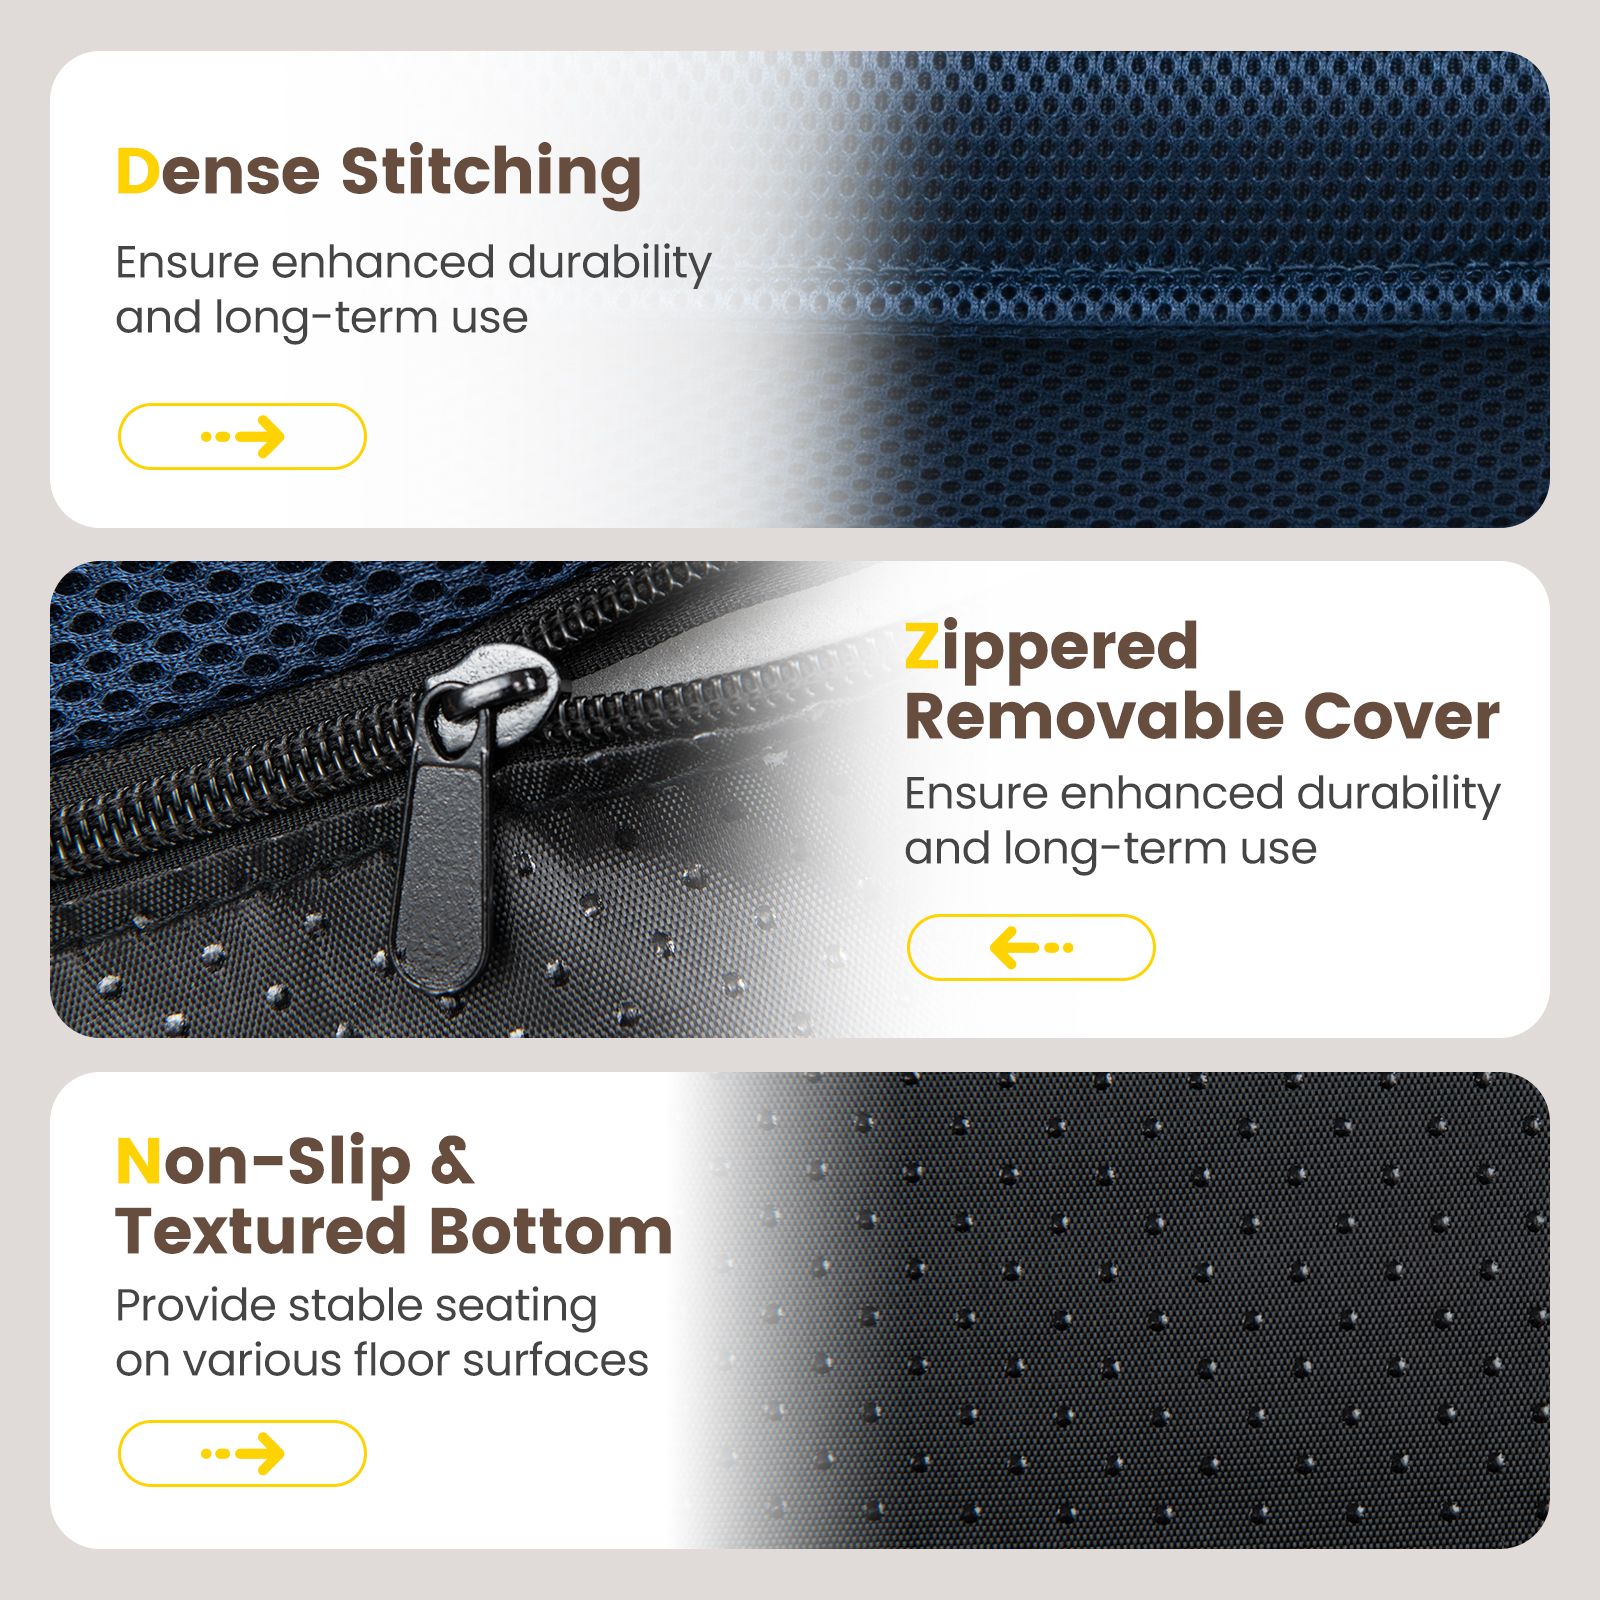 Dense Stitching
Ensure enhanced durability
and long-term use
Zippered
Removable Cover
Ensure enhanced durability
and long-term use
Non-Slip &
Textured Bottom
Provide stable seating
on various floor surfaces